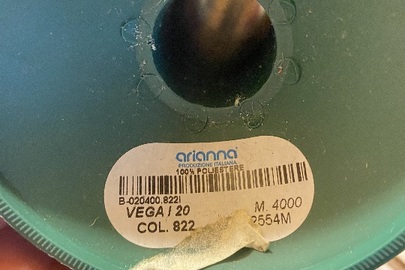 arianna
PRODUZIONE ITALIANA
100% POLIESTERE
B-020400.822I
VEGA / 20 M. 4000
COL. 822 2554M